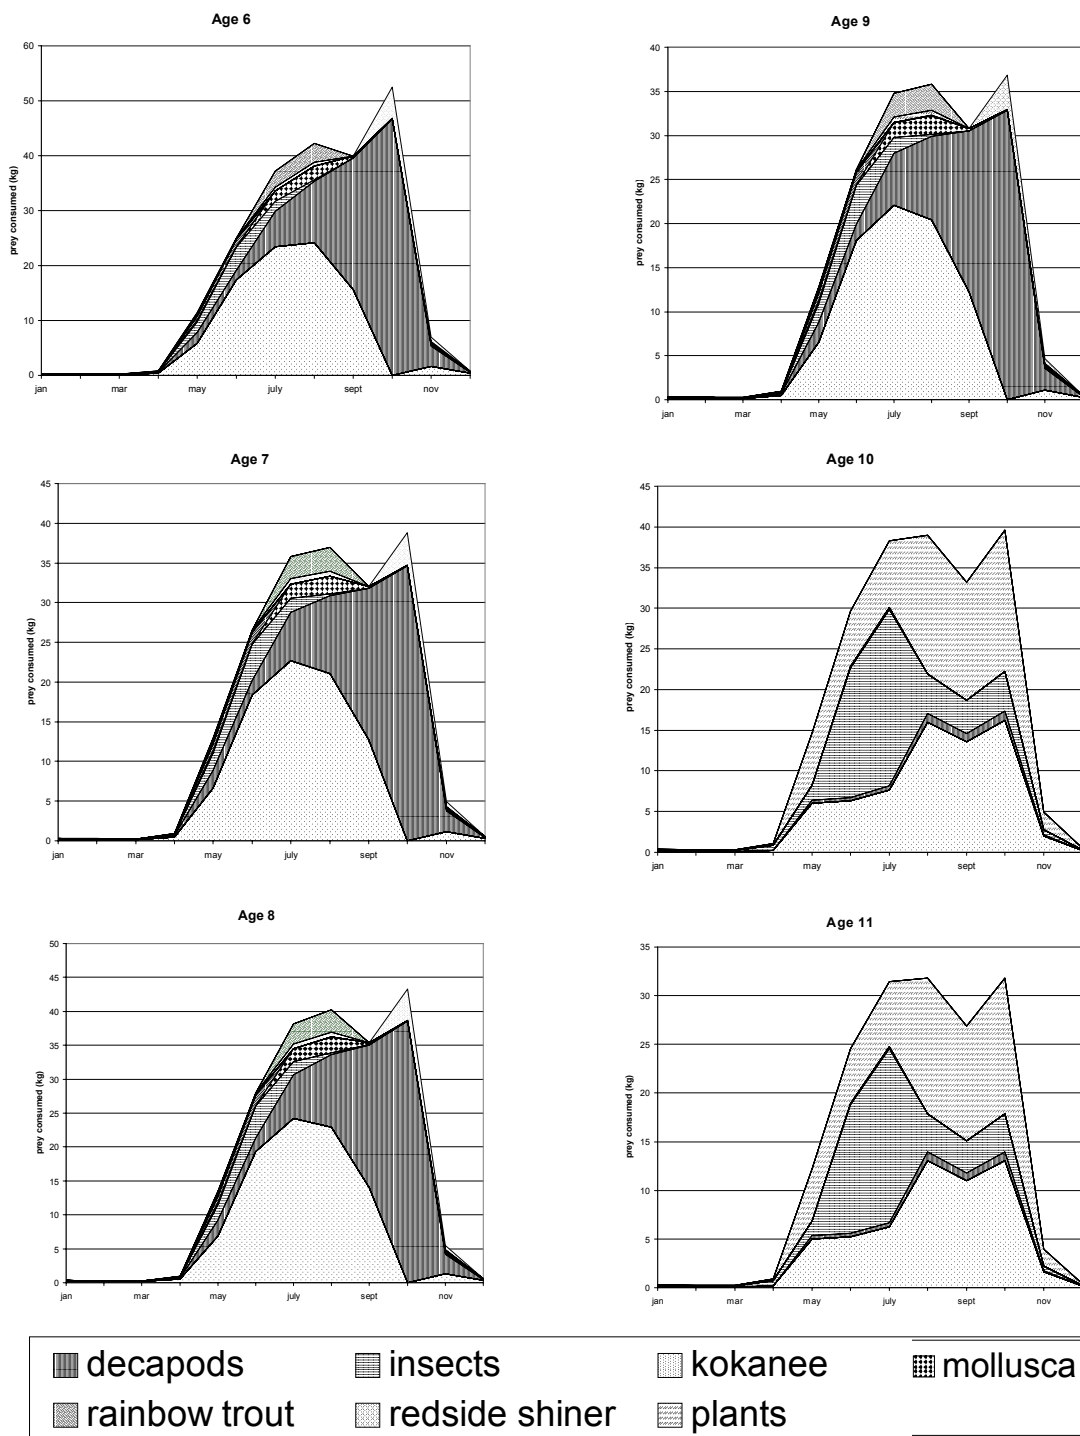 Age 6
60
50
40
30
20
10
0
prey consumed (kg)
jan mar may july sept nov
Age 9
40
35
30
25
20
15
10
5
0
prey consumed (kg)
jan mar may july sept nov
Age 7
45
40
35
30
25
20
15
10
5
0
prey consumed (kg)
jan mar may july sept nov
Age 10
45
40
35
30
25
20
15
10
5
0
prey consumed (kg)
jan mar may july sept nov
Age 8
50
45
40
35
30
25
20
15
10
5
0
prey consumed (kg)
jan mar may july sept nov
Age 11
35
30
25
20
15
10
5
0
prey consumed (kg)
jan mar may july sept nov
decapods insects kokanee mollusca
rainbow trout redside shiner plants